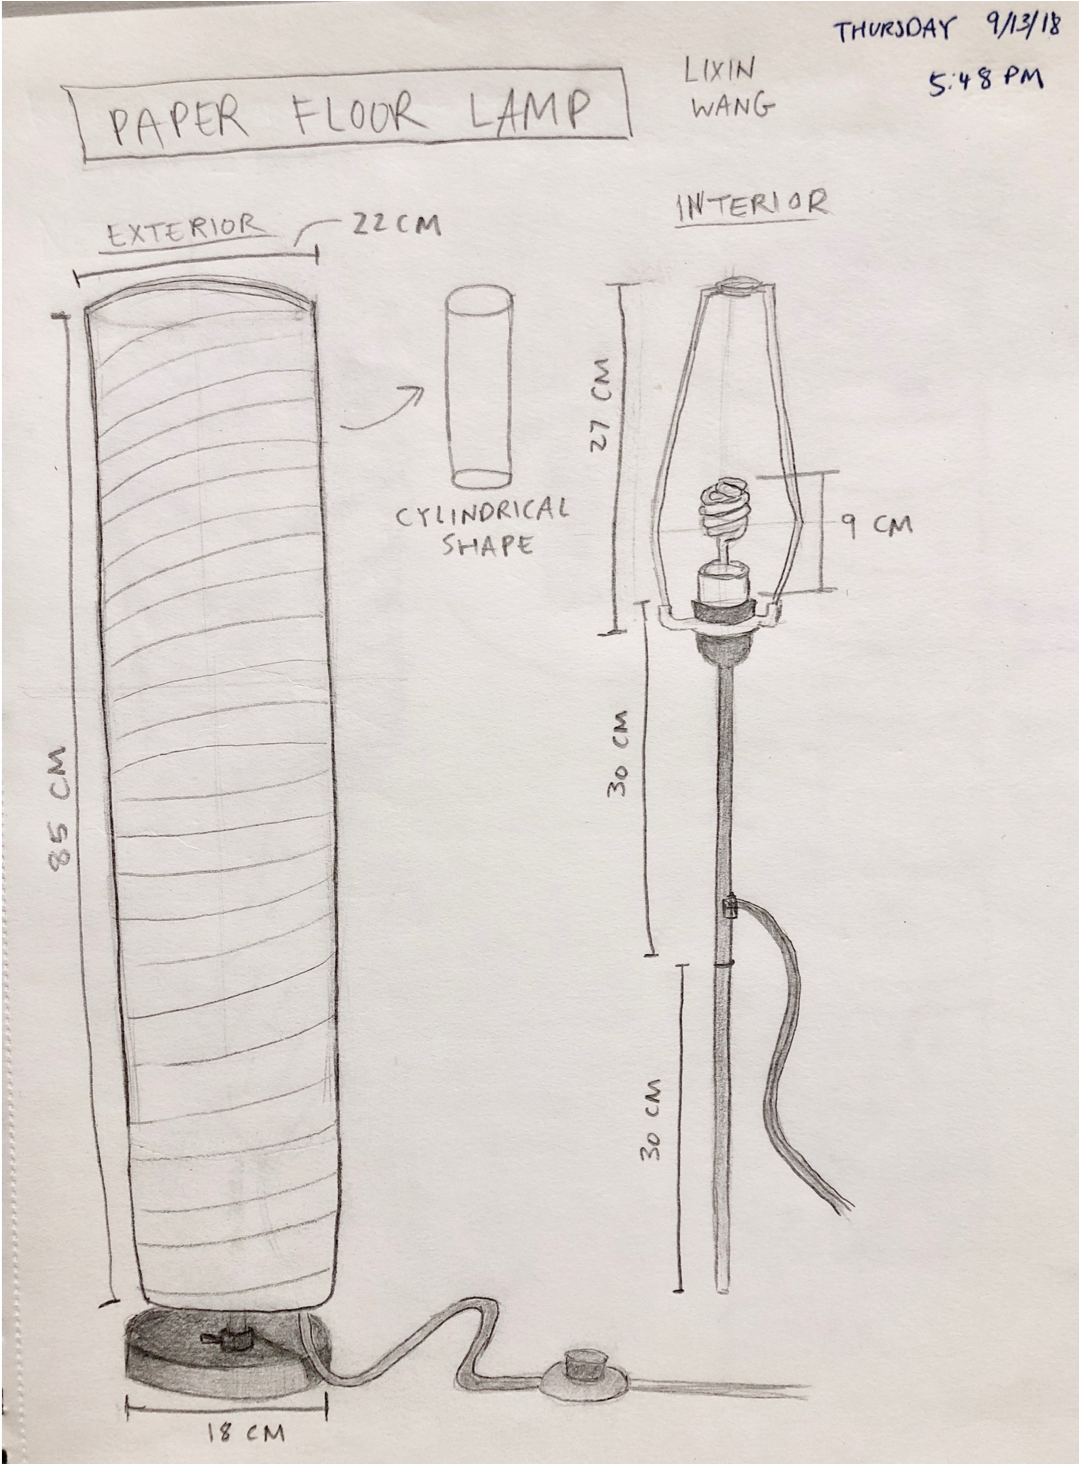 THURSDAY 9/13/18
5:48 PM
LIXIN
WANG
PAPER FLOOR LAMP
EXTERIOR
22 CM
INTERIOR
CYLINDRICAL
SHAPE
27 CM
9 CM
85 CM
30 CM
30 CM
18 CM